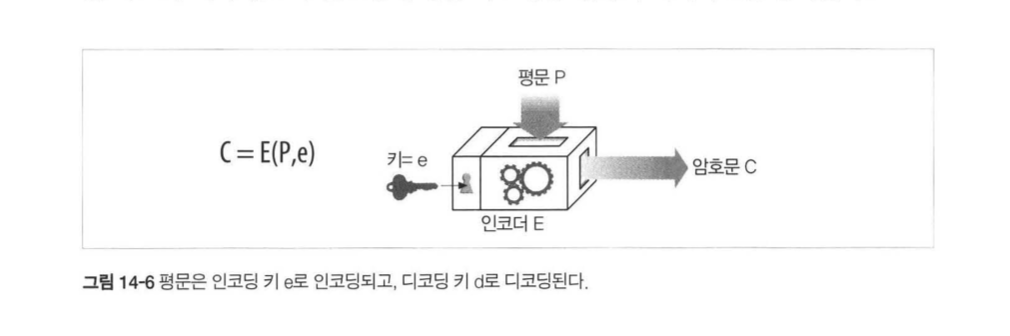 평문 P
C = E(P,e)
키= e
암호문 C
인코더 E
그림 14-6 평문은 인코딩 키 e로 인코딩되고, 디코딩 키 d로 디코딩된다.